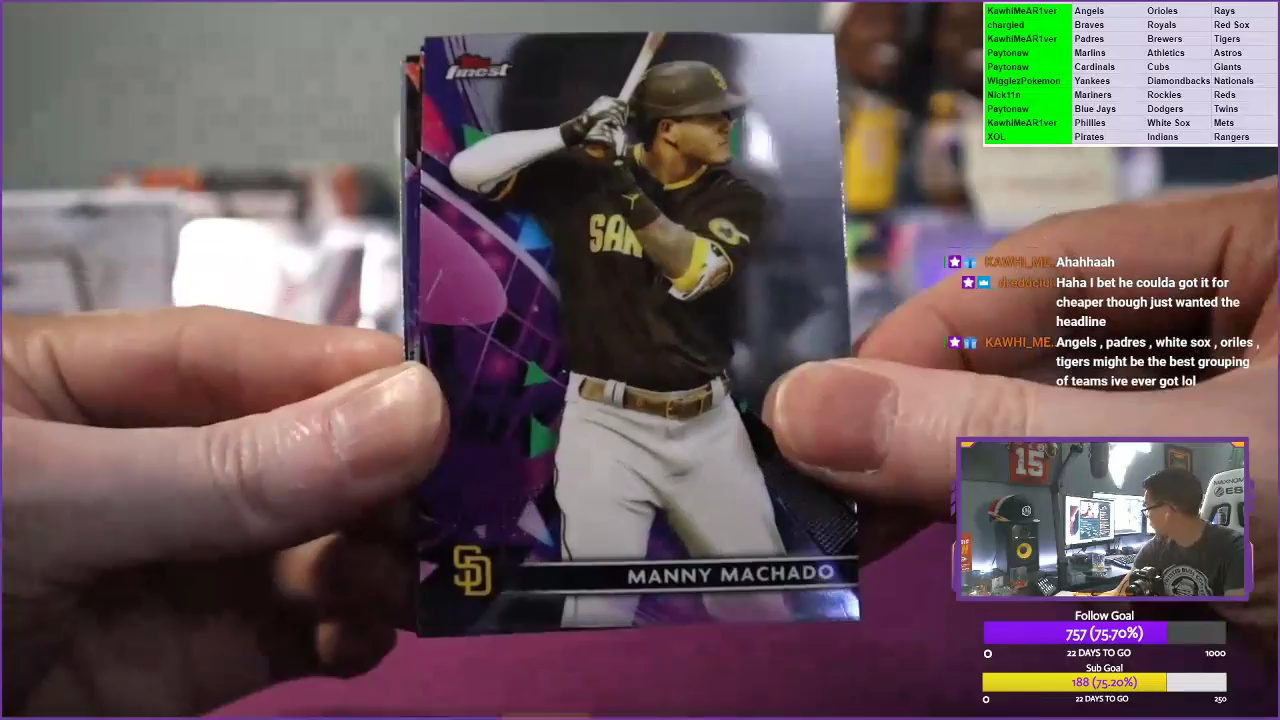 KawhiMeAR1ver Angels Orioles Rays
chargled Braves Royals Red Sox
KawhiMeAR1ver Padres Brewers Tigers
Paytonaw Marlins Athletics Astros
Paytonaw Cardinals Cubs Giants
WigglezPokemon Yankees Diamondbacks Nationals
Nick11n Mariners Rockies Reds
Paytonaw Blue Jays Dodgers Twins
KawhiMeAR1ver Phillies White Sox Mets
XOL Pirates Indians Rangers
Topps
finest
SAN
SD
MANNY MACHADO
KAWHI_ME.. Ahahhaah
Haha I bet he coulda got it for
cheaper though just wanted the
headline
KAWHI_ME.. Angels , padres , white sox , oriles ,
tigers might be the best grouping
of teams ive ever got lol
15
Follow Goal
757 (75.70%)
0 22 DAYS TO GO 1000
Sub Goal
188 (75.20%)
0 22 DAYS TO GO 250